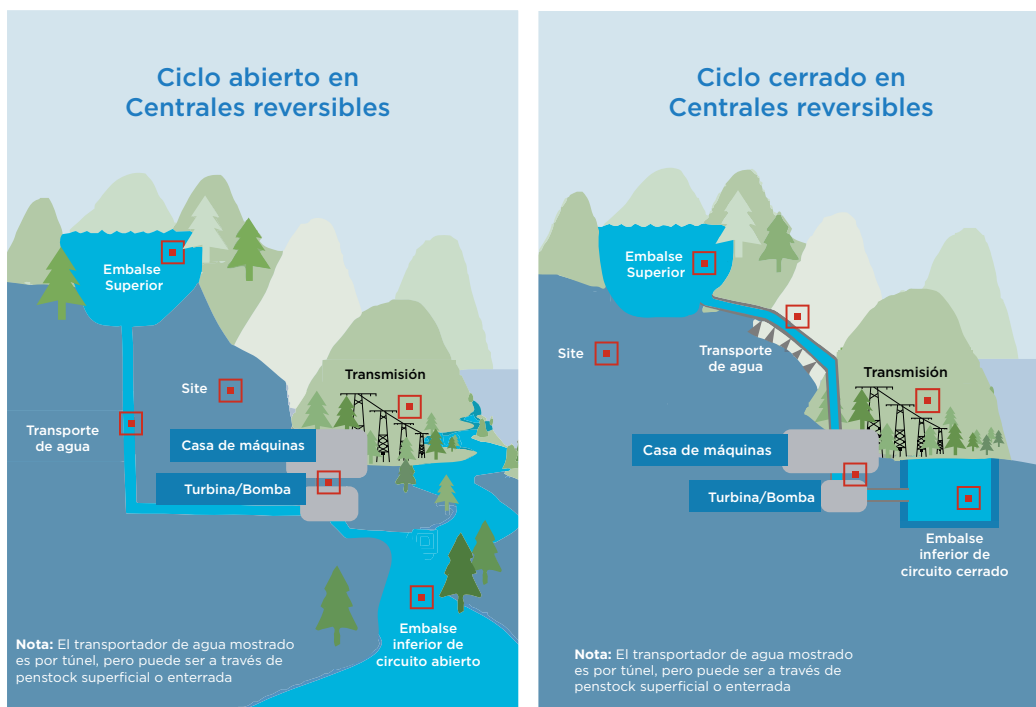 Ciclo abierto en
Centrales reversibles
Embalse
Superior
Site
Transmisión
Transporte
de agua
Casa de máquinas
Turbina/Bomba
Embalse
inferior de
circuito abierto
Nota: El transportador de agua mostrado
es por túnel, pero puede ser a través de
penstock superficial o enterrada
Ciclo cerrado en
Centrales reversibles
Embalse
Superior
Site
Transporte
de agua
Transmisión
Casa de máquinas
Turbina/Bomba
Embalse
inferior de
circuito cerrado
Nota: El transportador de agua mostrado
es por túnel, pero puede ser a través de
penstock superficial o enterrada